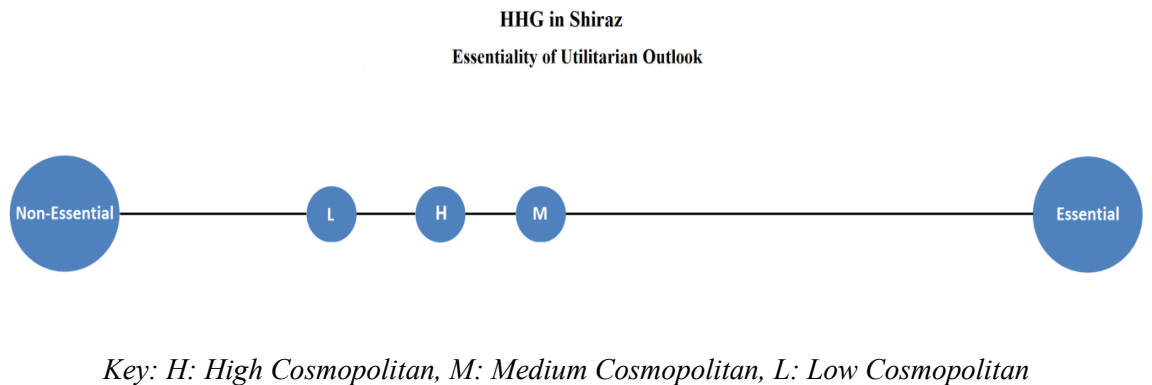 HHG in Shiraz
Essentiality of Utilitarian Outlook
Non-Essential L H M Essential
Key: H: High Cosmopolitan, M: Medium Cosmopolitan, L: Low Cosmopolitan